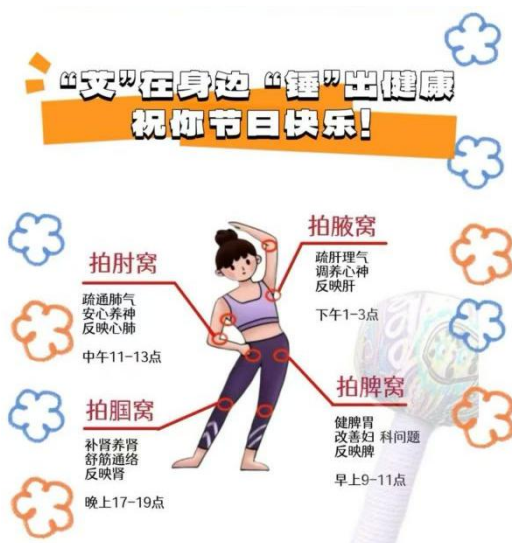 “艾”在身边 “锤”出健康
祝你节日快乐!
拍腋窝
疏肝理气
调养心神
反映肝
下午1-3点
拍肘窝
疏通肺气
安心养神
反映心肺
中午11-13点
拍脾窝
健脾胃
改善妇 科问题
反映脾
早上9-11点
拍腘窝
补肾养肾
舒筋通络
反映肾
晚上17-19点